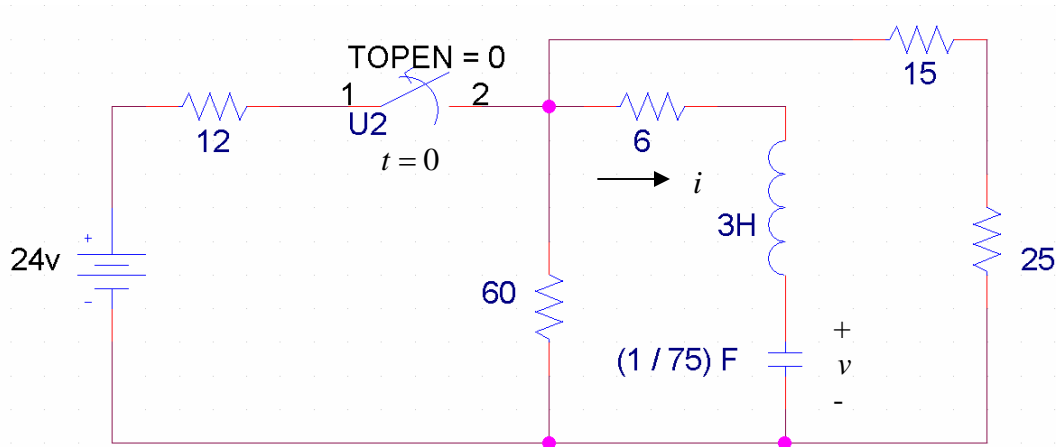 TOPEN = 0
15
1
2
U2
12
6
t = 0
i
3H
24v
+
-
25
60
(1 / 75) F
+
v
-